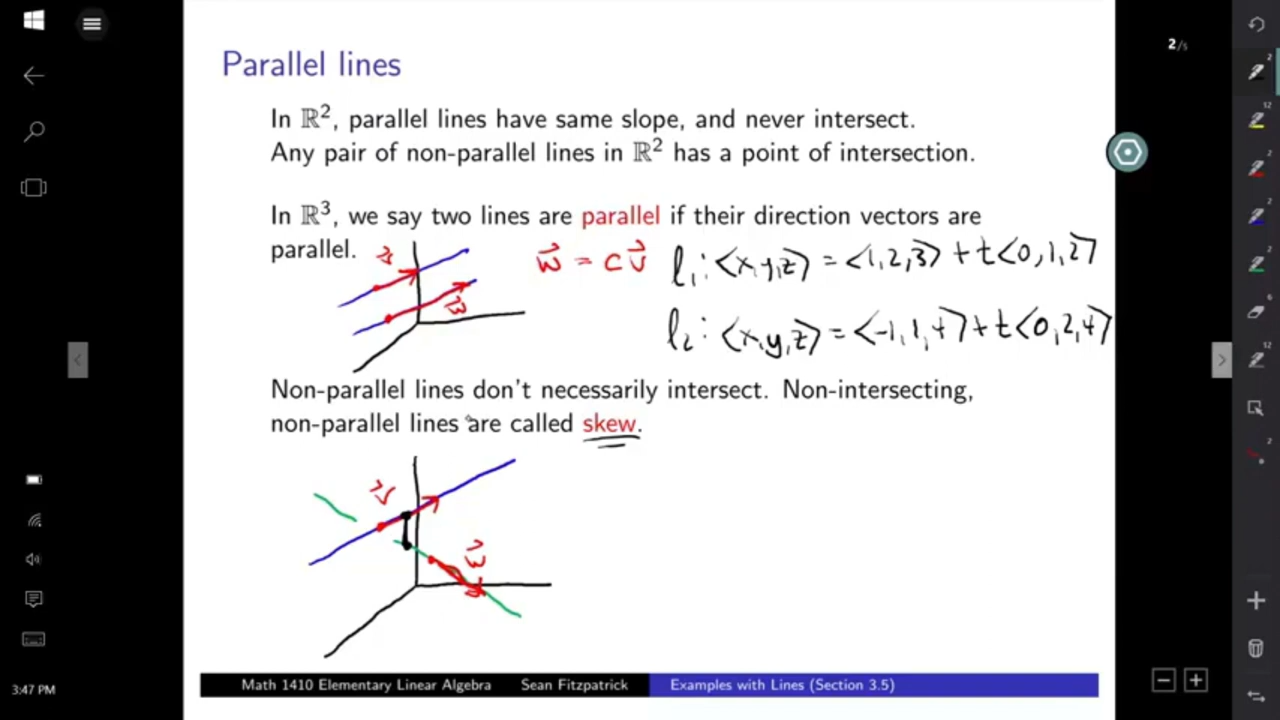 2/5
Parallel lines
In ℝ², parallel lines have same slope, and never intersect.
Any pair of non-parallel lines in ℝ² has a point of intersection.
In ℝ³, we say two lines are parallel if their direction vectors are
parallel.
w⃗ = cv⃗
l₁: ⟨x,y,z⟩ = ⟨1,2,3⟩ + t⟨0,1,2⟩
v⃗
w⃗
l₂: ⟨x,y,z⟩ = ⟨-1,1,4⟩ + t⟨0,2,4⟩
Non-parallel lines don't necessarily intersect. Non-intersecting,
non-parallel lines are called skew.
v⃗
w⃗
Math 1410 Elementary Linear Algebra Sean Fitzpatrick Examples with Lines (Section 3.5)
3:47 PM